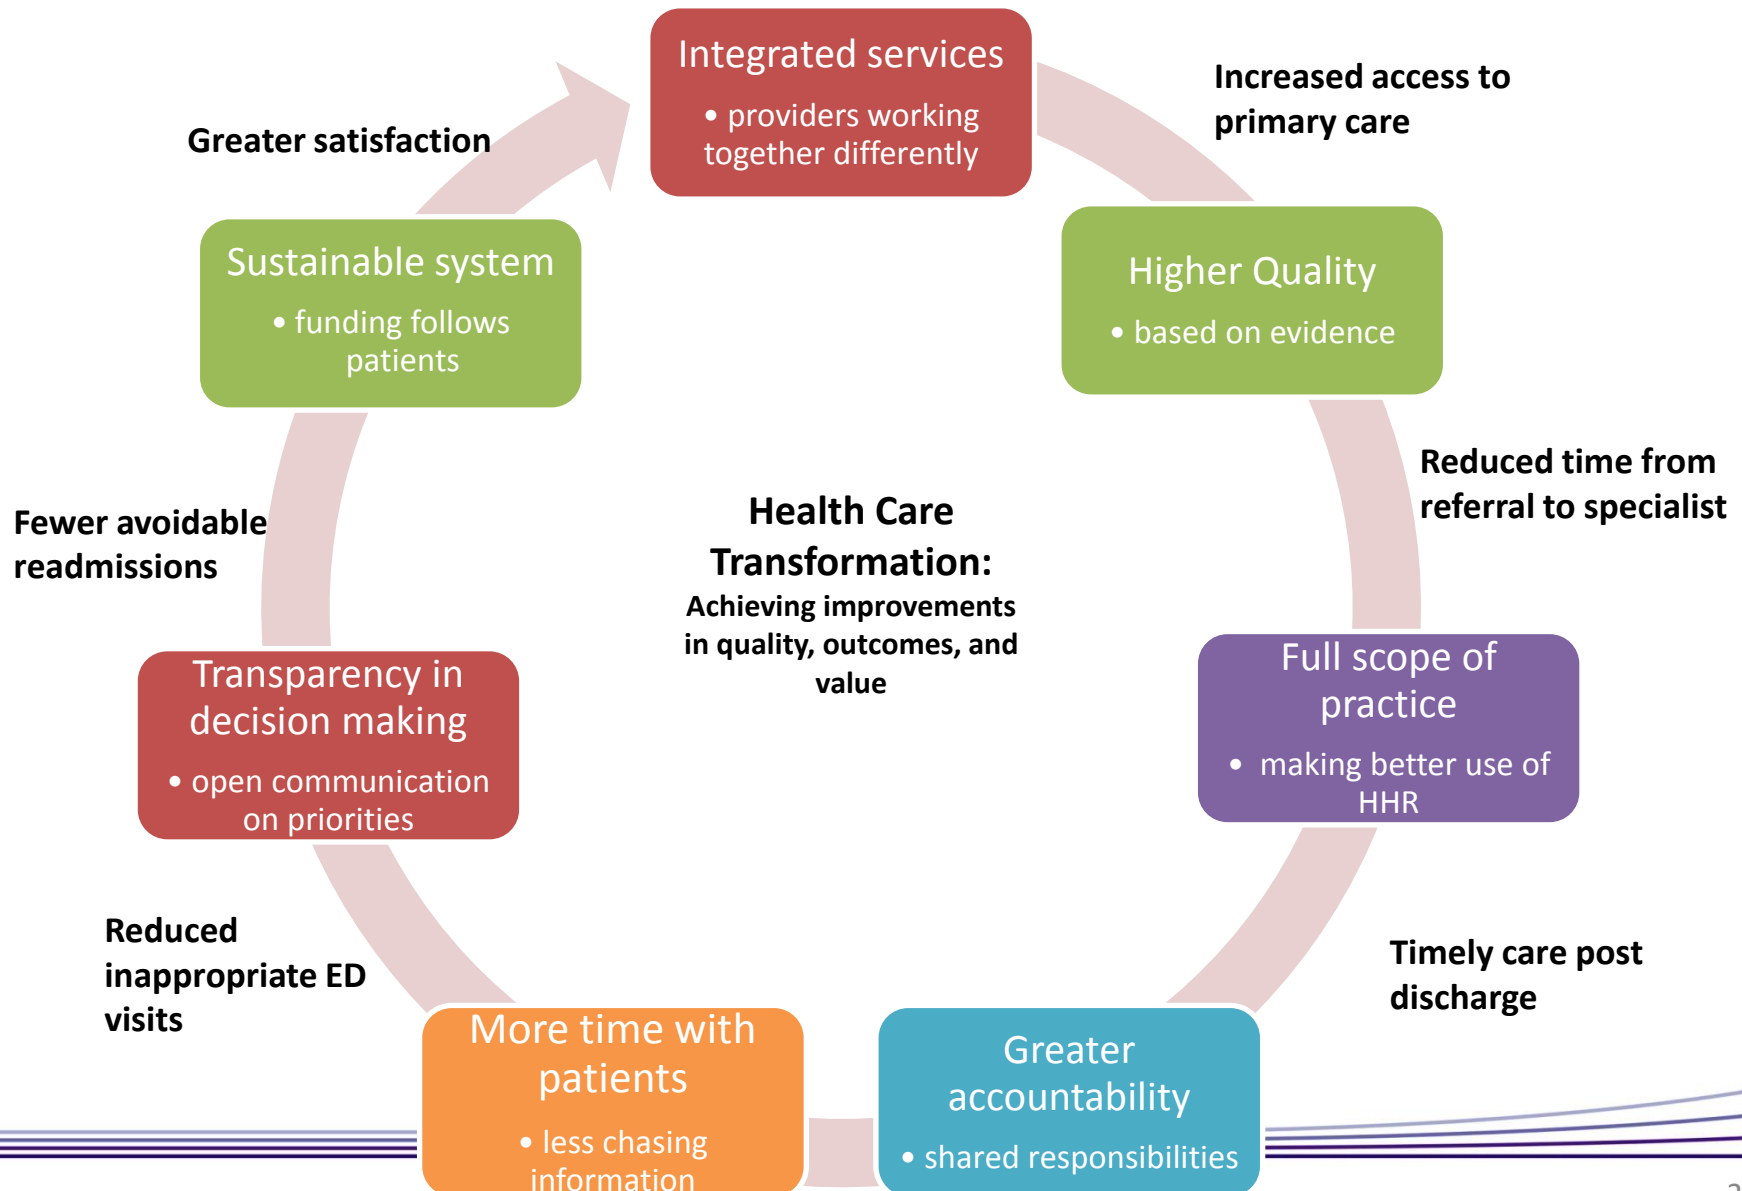 Integrated services
• providers working
together differently
Increased access to
primary care
Greater satisfaction
Sustainable system
• funding follows
patients
Higher Quality
• based on evidence
Reduced time from
referral to specialist
Fewer avoidable
readmissions
Health Care
Transformation:
Achieving improvements
in quality, outcomes, and
value
Full scope of
practice
• making better use of
HHR
Transparency in
decision making
• open communication
on priorities
Reduced
inappropriate ED
visits
Timely care post
discharge
More time with
patients
• less chasing
information
Greater
accountability
• shared responsibilities